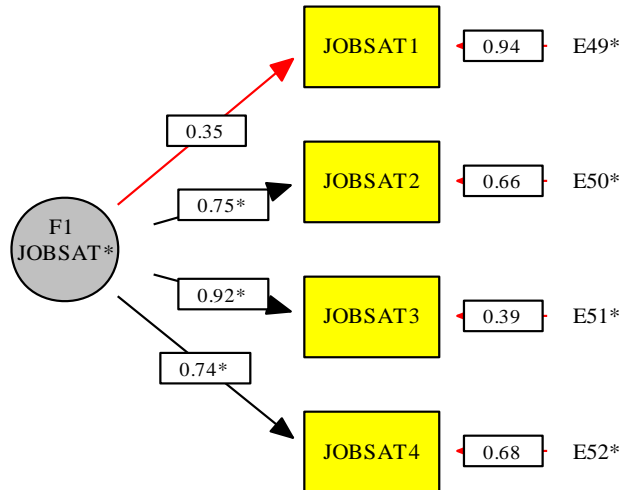 JOBSAT1
0.94
E49*
0.35
JOBSAT2
0.66
E50*
0.75*
F1
JOBSAT*
0.92*
JOBSAT3
0.39
E51*
0.74*
JOBSAT4
0.68
E52*